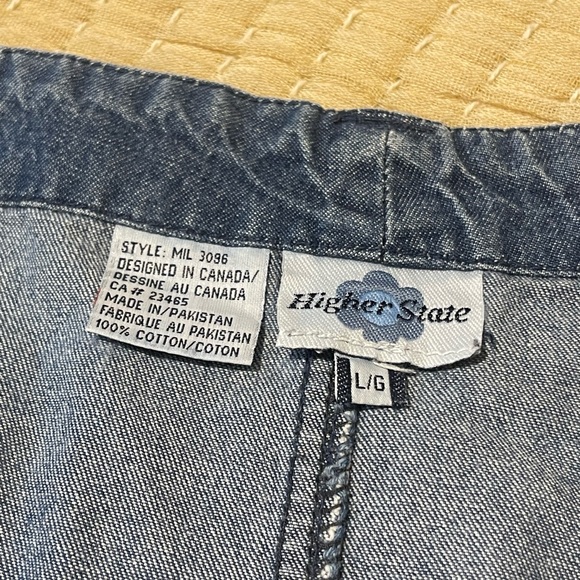 STYLE: MIL 3096
DESIGNED IN CANADA/
DESSINE AU CANADA
CA # 23465
MADE IN/PAKISTAN
FABRIQUE AU PAKISTAN
100% COTTON/COTON
Higher State
L/G